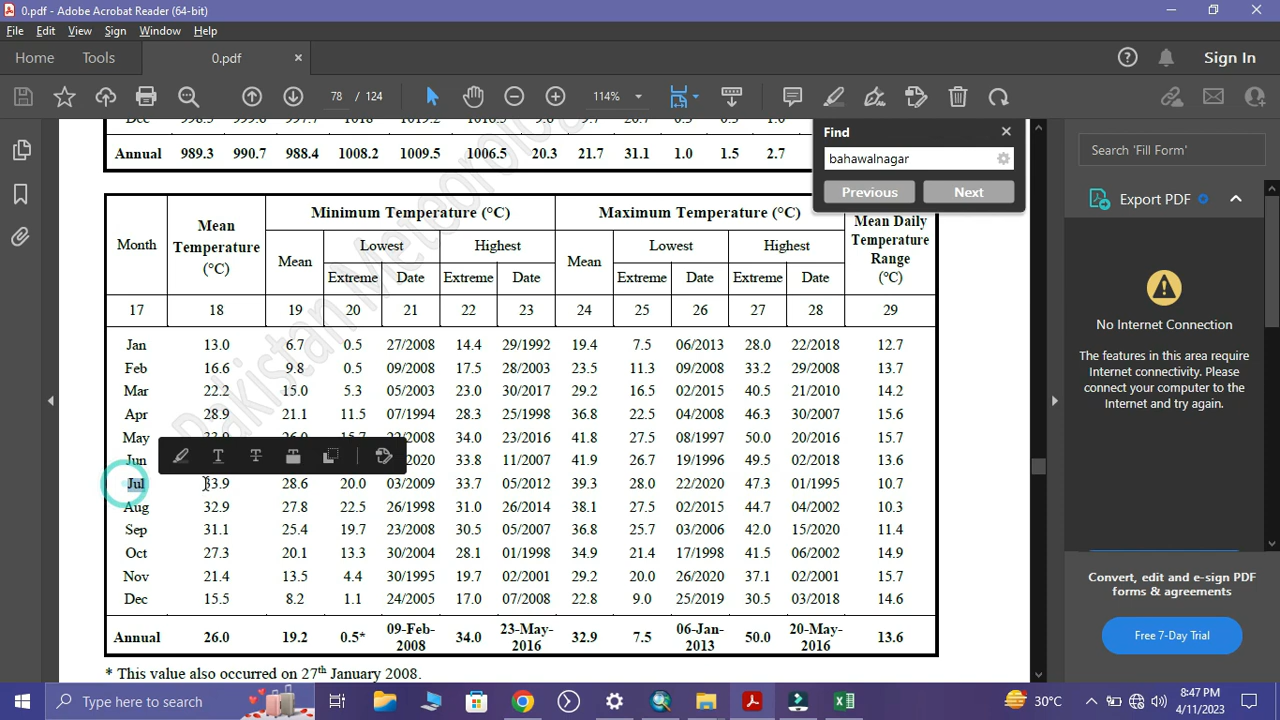 0.pdf - Adobe Acrobat Reader (64-bit)
File Edit View Sign Window Help
Home Tools 0.pdf × Sign In
78 / 124 114%
Find
bahawalnagar
Previous Next
Annual 989.3 990.7 988.4 1008.2 1009.5 1006.5 20.3 21.7 31.1 1.0 1.5 2.7
Month Mean Temperature (°C) Minimum Temperature (°C) Maximum Temperature (°C) Mean Daily Temperature Range (°C)
Mean Lowest Highest Mean Lowest Highest
Extreme Date Extreme Date Extreme Date Extreme Date
17 18 19 20 21 22 23 24 25 26 27 28 29
Jan 13.0 6.7 0.5 27/2008 14.4 29/1992 19.4 7.5 06/2013 28.0 22/2018 12.7
Feb 16.6 9.8 0.5 09/2008 17.5 28/2003 23.5 11.3 09/2008 33.2 29/2008 13.7
Mar 22.2 15.0 5.3 05/2003 23.0 30/2017 29.2 16.5 02/2015 40.5 21/2010 14.2
Apr 28.9 21.1 11.5 07/1994 28.3 25/1998 36.8 22.5 04/2008 46.3 30/2007 15.6
May 34.0 23/2016 41.8 27.5 08/1997 50.0 20/2016 15.7
Jun 33.8 11/2007 41.9 26.7 19/1996 49.5 02/2018 13.6
Jul 33.9 28.6 20.0 03/2009 33.7 05/2012 39.3 28.0 22/2020 47.3 01/1995 10.7
Aug 32.9 27.8 22.5 26/1998 31.0 26/2014 38.1 27.5 02/2015 44.7 04/2002 10.3
Sep 31.1 25.4 19.7 23/2008 30.5 05/2007 36.8 25.7 03/2006 42.0 15/2020 11.4
Oct 27.3 20.1 13.3 30/2004 28.1 01/1998 34.9 21.4 17/1998 41.5 06/2002 14.9
Nov 21.4 13.5 4.4 30/1995 19.7 02/2001 29.2 20.0 26/2020 37.1 02/2001 15.7
Dec 15.5 8.2 1.1 24/2005 17.0 07/2008 22.8 9.0 25/2019 30.5 03/2018 14.6
Annual 26.0 19.2 0.5* 09-Feb-2008 34.0 23-May-2016 32.9 7.5 06-Jan-2013 50.0 20-May-2016 13.6
* This value also occurred on 27th January 2008.
Pakistan Meteorolog
Search 'Fill Form'
Export PDF
No Internet Connection
The features in this area require
Internet connectivity. Please
connect your computer to the
Internet and try again.
Convert, edit and e-sign PDF
forms & agreements
Free 7-Day Trial
Type here to search
30°C
8:47 PM
4/11/2023